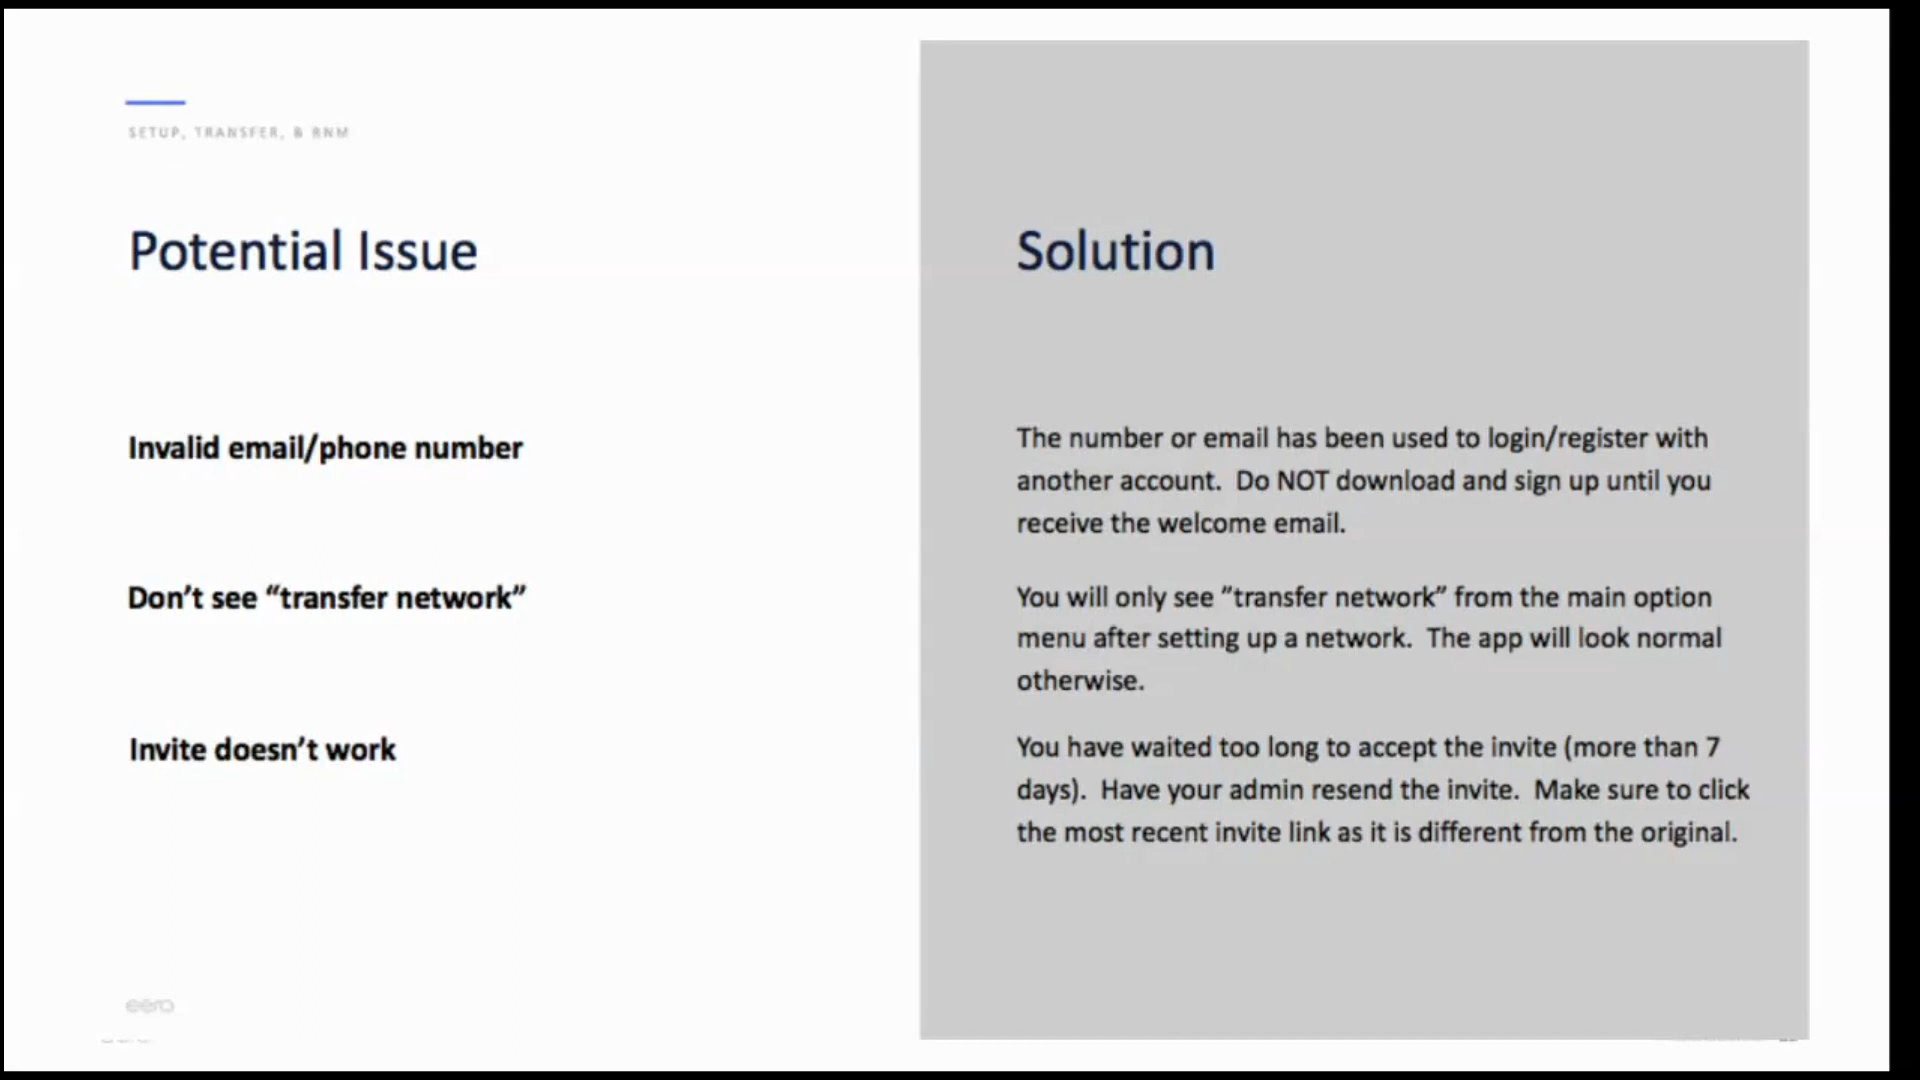 SETUP, TRANSFER, & RNM
Potential Issue
Solution
Invalid email/phone number
The number or email has been used to login/register with
another account.  Do NOT download and sign up until you
receive the welcome email.
Don’t see “transfer network”
You will only see “transfer network” from the main option
menu after setting up a network.  The app will look normal
otherwise.
Invite doesn’t work
You have waited too long to accept the invite (more than 7
days).  Have your admin resend the invite.  Make sure to click
the most recent invite link as it is different from the original.
eero